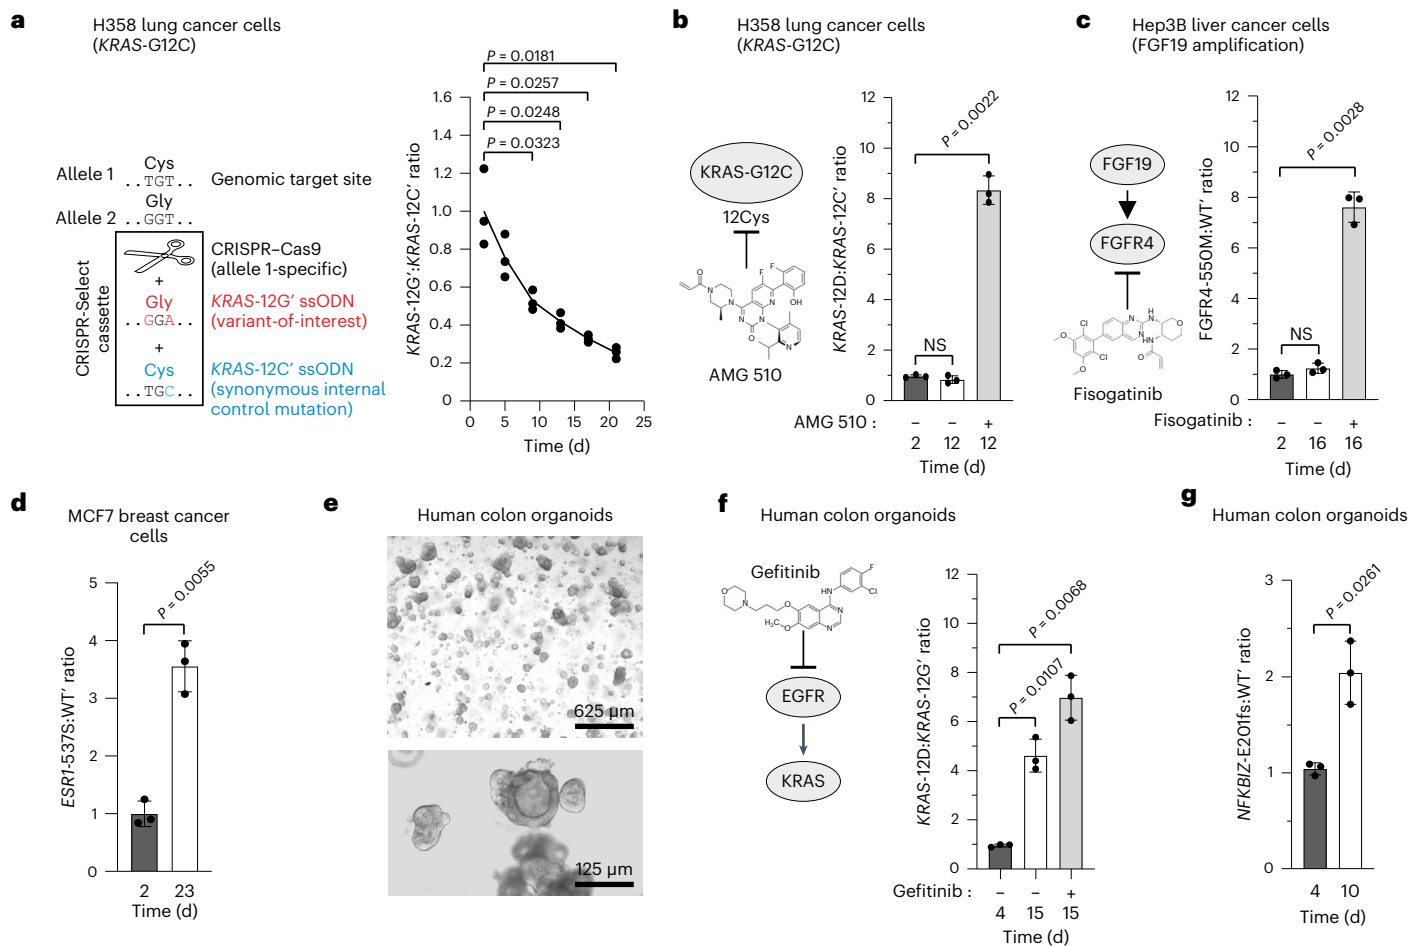 a
H358 lung cancer cells
(KRAS-G12C)
Allele 1
Cys
..TGT..
Genomic target site
Gly
Allele 2
..GGT..
CRISPR-Select
cassette
CRISPR–Cas9
(allele 1-specific)
+
Gly
..GGA..
KRAS-12G′ ssODN
(variant-of-interest)
+
Cys
..TGC..
KRAS-12C′ ssODN
(synonymous internal
control mutation)
P = 0.0181
P = 0.0257
P = 0.0248
P = 0.0323
KRAS-12G′:KRAS-12C′ ratio
1.6
1.4
1.2
1.0
0.8
0.6
0.4
0.2
0
0 5 10 15 20 25
Time (d)
b
H358 lung cancer cells
(KRAS-G12C)
KRAS-G12C
12Cys
O
N
N
F
F
OH
N
N
N
O
N
AMG 510
KRAS-12D:KRAS-12C′ ratio
12
10
8
6
4
2
0
NS
P = 0.0022
AMG 510 : – – +
2 12 12
Time (d)
c
Hep3B liver cancer cells
(FGF19 amplification)
FGF19
FGFR4
O
Cl
Cl
O
N
N
H
N
HN
O
O
Fisogatinib
FGFR4-550M:WT′ ratio
12
10
8
6
4
2
0
NS
P = 0.0028
Fisogatinib : – – +
2 16 16
Time (d)
d
MCF7 breast cancer
cells
ESR1-537S:WT′ ratio
5
4
3
2
1
0
P = 0.0055
2 23
Time (d)
e
Human colon organoids
625 µm
125 µm
f
Human colon organoids
Gefitinib
O
N
O
H₃C
O
HN
F
Cl
N
N
EGFR
KRAS
KRAS-12D:KRAS-12G′ ratio
12
10
8
6
4
2
0
P = 0.0068
P = 0.0107
Gefitinib : – – +
4 15 15
Time (d)
g
Human colon organoids
NFKBIZ-E201fs:WT′ ratio
3
2
1
0
P = 0.0261
4 10
Time (d)